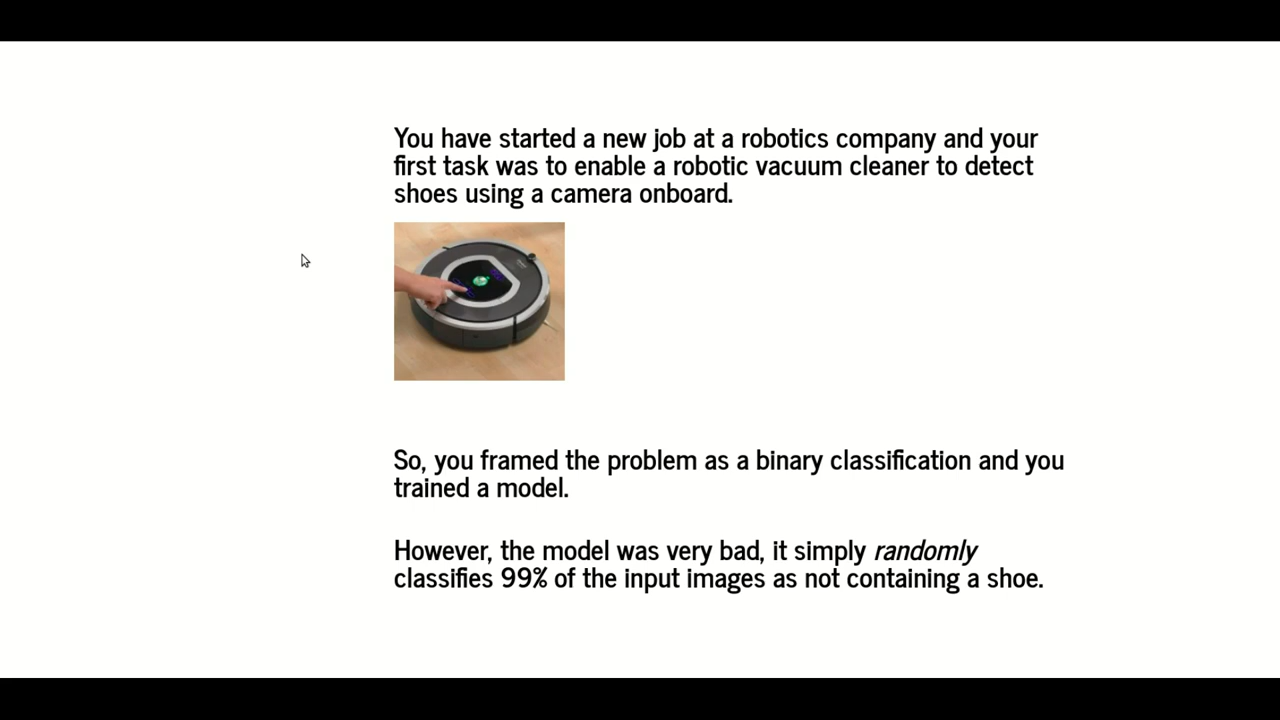 You have started a new job at a robotics company and your
first task was to enable a robotic vacuum cleaner to detect
shoes using a camera onboard.
So, you framed the problem as a binary classification and you
trained a model.
However, the model was very bad, it simply randomly
classifies 99% of the input images as not containing a shoe.